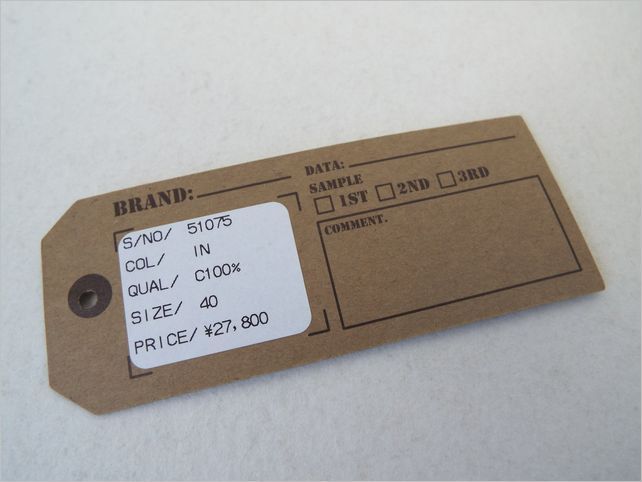 BRAND:
S/NO/ 51075
COL/ IN
QUAL/ C100%
SIZE/ 40
PRICE/ ¥27,800
DATA:
SAMPLE
1ST 2ND 3RD
COMMENT.